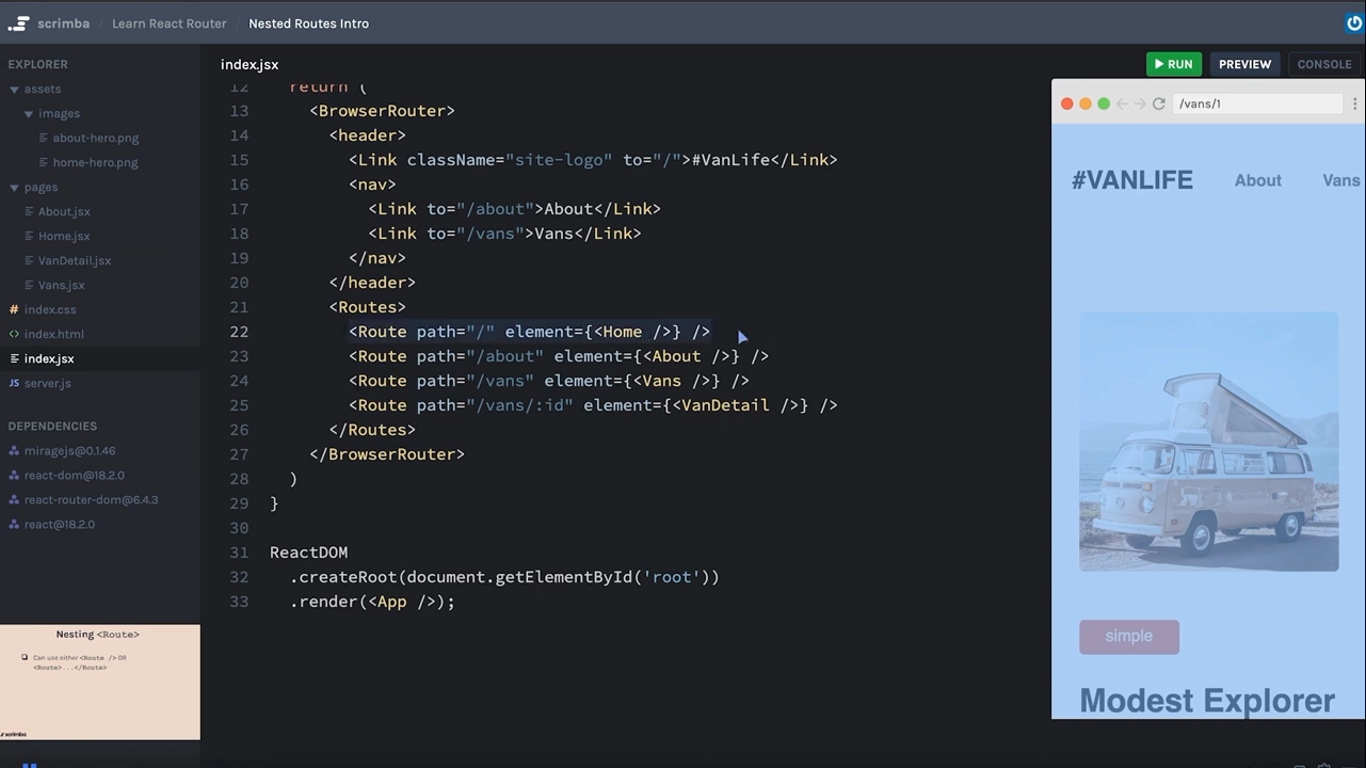 scrimba / Learn React Router / Nested Routes Intro
EXPLORER
assets
images
about-hero.png
home-hero.png
pages
About.jsx
Home.jsx
VanDetail.jsx
Vans.jsx
# index.css
<> index.html
index.jsx
JS server.js
DEPENDENCIES
miragejs@0.1.46
react-dom@18.2.0
react-router-dom@6.4.3
react@18.2.0
Nesting <Route>
Can use either <Route /> OR
<Route>...</Route>
scrimba
index.jsx
12 return (
13 <BrowserRouter>
14 <header>
15 <Link className="site-logo" to="/">#VanLife</Link>
16 <nav>
17 <Link to="/about">About</Link>
18 <Link to="/vans">Vans</Link>
19 </nav>
20 </header>
21 <Routes>
22 <Route path="/" element={<Home />} />
23 <Route path="/about" element={<About />} />
24 <Route path="/vans" element={<Vans />} />
25 <Route path="/vans/:id" element={<VanDetail />} />
26 </Routes>
27 </BrowserRouter>
28 )
29 }
30
31 ReactDOM
32 .createRoot(document.getElementById('root'))
33 .render(<App />);
RUN PREVIEW CONSOLE
/vans/1
#VANLIFE About Vans
simple
Modest Explorer